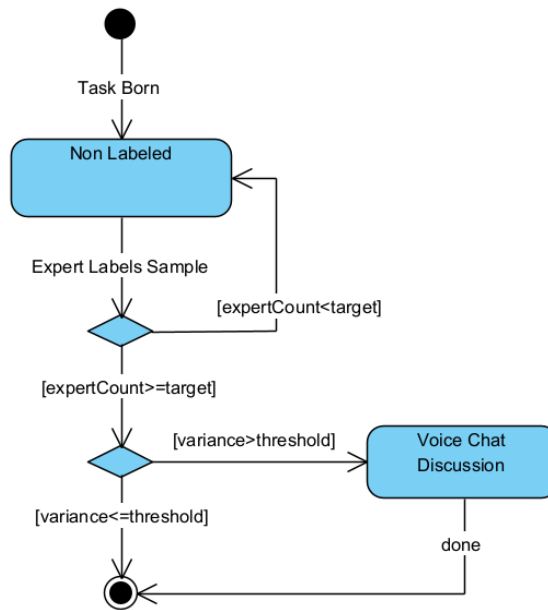 Task Born
Non Labeled
Expert Labels Sample
[expertCount<target]
[expertCount>=target]
[variance>threshold]
Voice Chat
Discussion
[variance<=threshold]
done